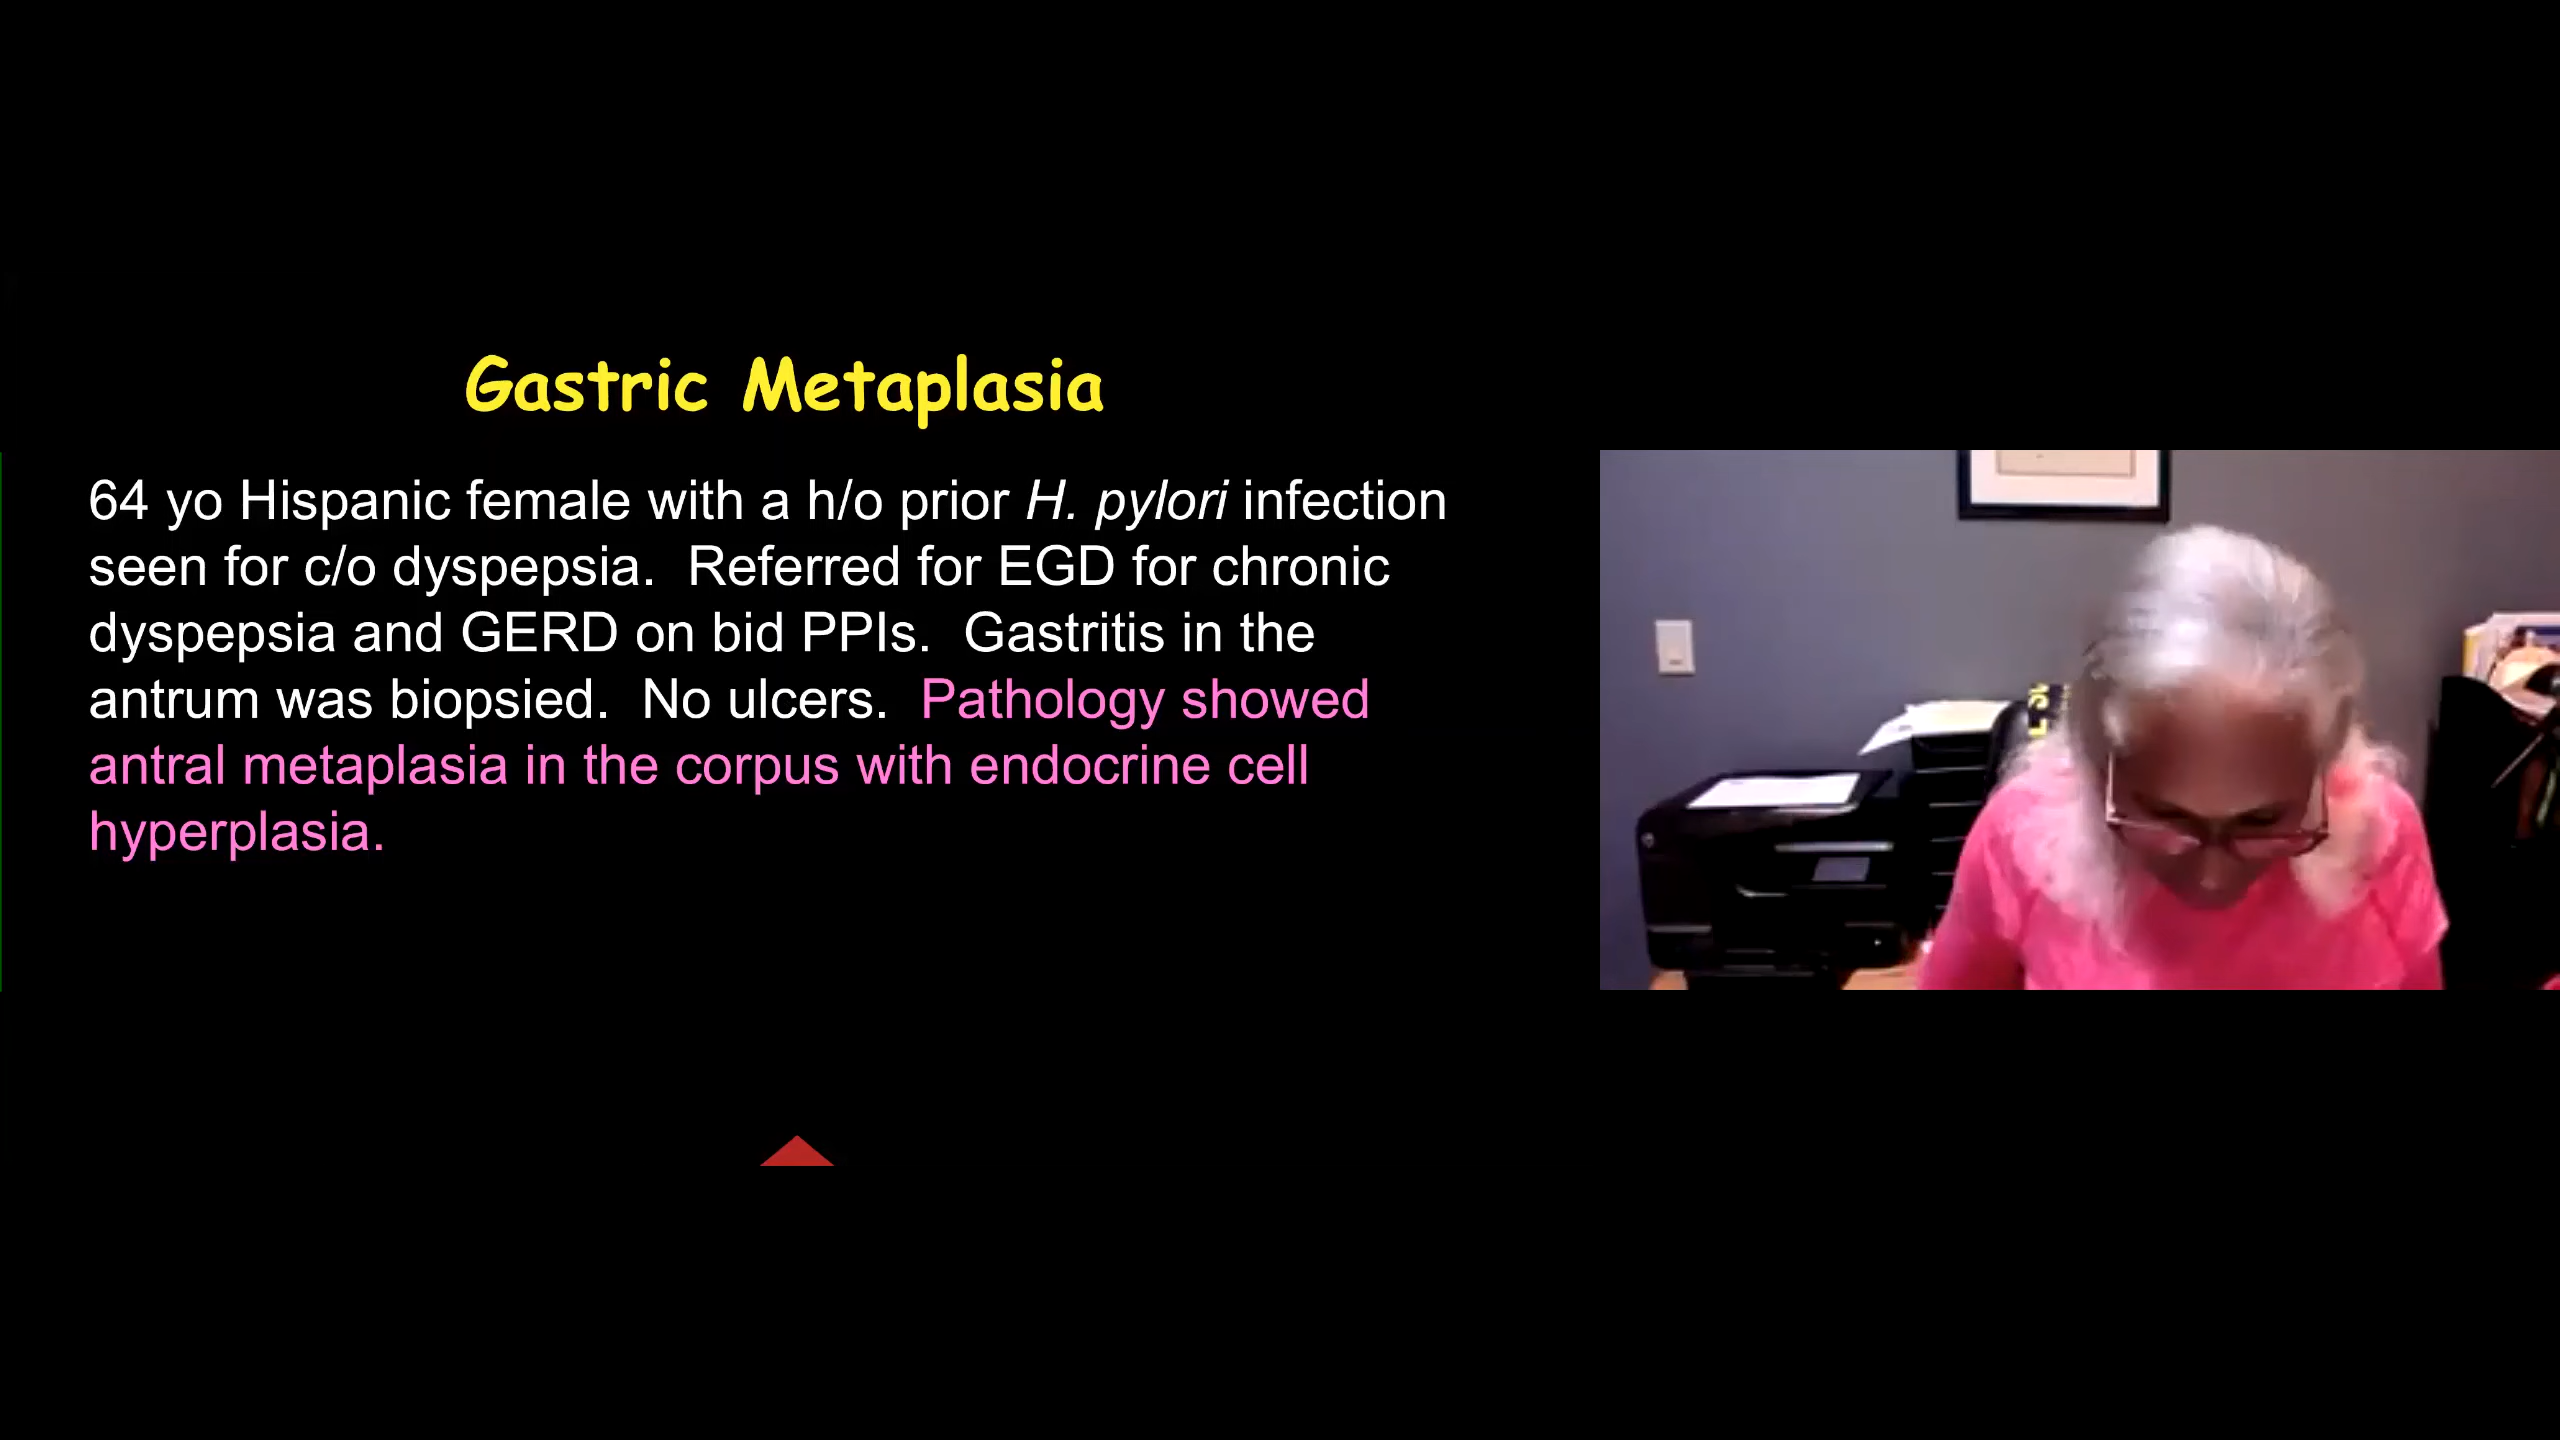 Gastric Metaplasia
64 yo Hispanic female with a h/o prior H. pylori infection
seen for c/o dyspepsia.  Referred for EGD for chronic
dyspepsia and GERD on bid PPIs.  Gastritis in the
antrum was biopsied.  No ulcers.  Pathology showed
antral metaplasia in the corpus with endocrine cell
hyperplasia.